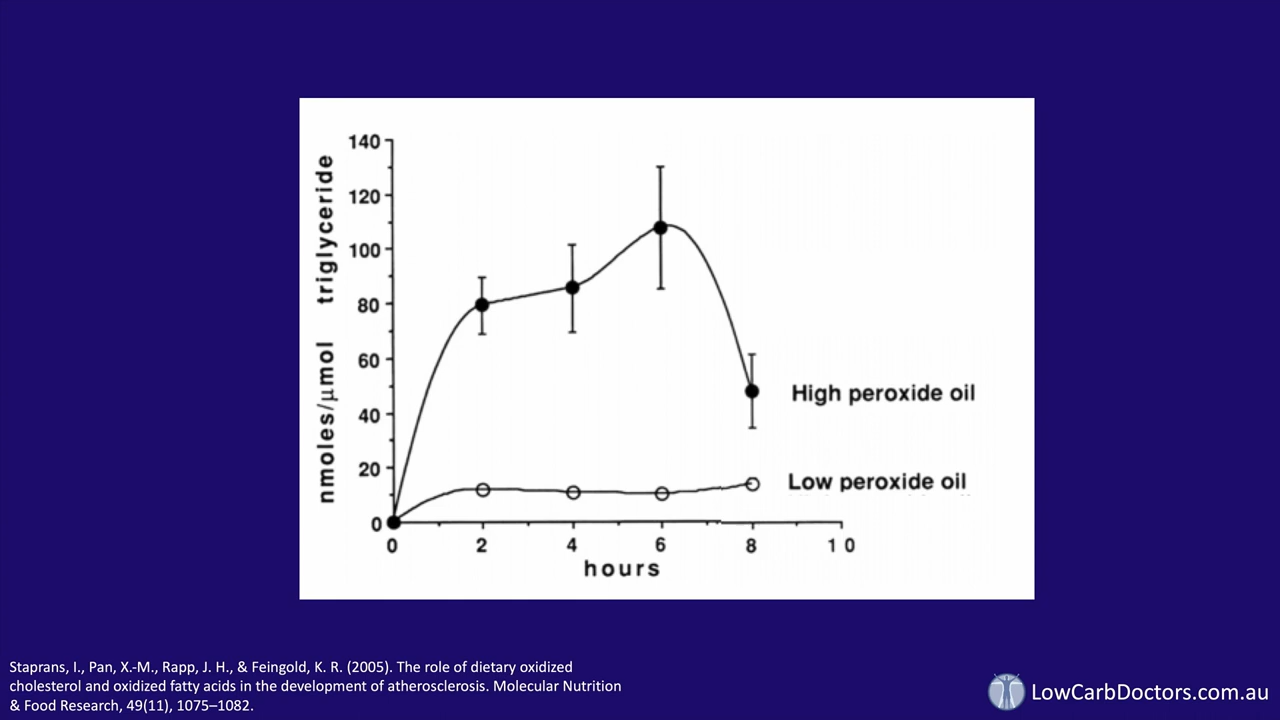 nmoles/μmol triglyceride
140
120
100
80
60
40
20
0
0 2 4 6 8 10
hours
High peroxide oil
Low peroxide oil
Staprans, I., Pan, X.-M., Rapp, J. H., & Feingold, K. R. (2005). The role of dietary oxidized
cholesterol and oxidized fatty acids in the development of atherosclerosis. Molecular Nutrition
& Food Research, 49(11), 1075–1082.
LowCarbDoctors.com.au